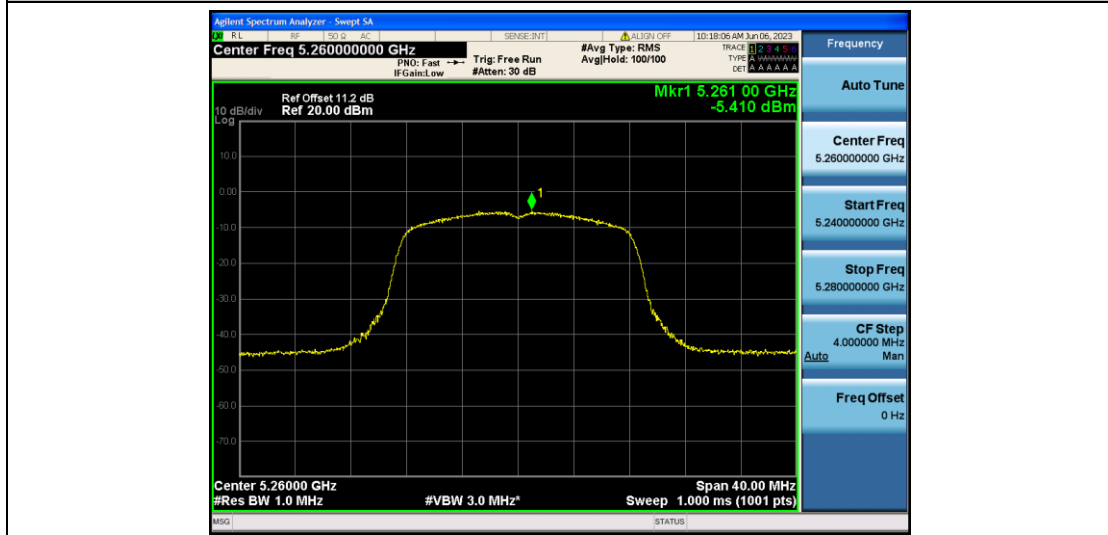 Agilent Spectrum Analyzer - Swept SA
RL RF 50 Ω AC SENSE:INT ALIGN OFF 10:18:06 AM Jun 06, 2023
Center Freq 5.260000000 GHz
PNO: Fast
IFGain:Low
Trig: Free Run
#Atten: 30 dB
#Avg Type: RMS
Avg|Hold: 100/100
TRACE 1 2 3 4 5 6
TYPE A WWWWW
DET A A A A A A
Mkr1 5.261 00 GHz
-5.410 dBm
Ref Offset 11.2 dB
10 dB/div Ref 20.00 dBm
Log
10.0
0.00
-10.0
-20.0
-30.0
-40.0
-50.0
-60.0
-70.0
1
Center 5.26000 GHz Span 40.00 MHz
#Res BW 1.0 MHz #VBW 3.0 MHz* Sweep 1.000 ms (1001 pts)
MSG STATUS
Frequency
Auto Tune
Center Freq
5.260000000 GHz
Start Freq
5.240000000 GHz
Stop Freq
5.280000000 GHz
CF Step
4.000000 MHz
Auto Man
Freq Offset
0 Hz